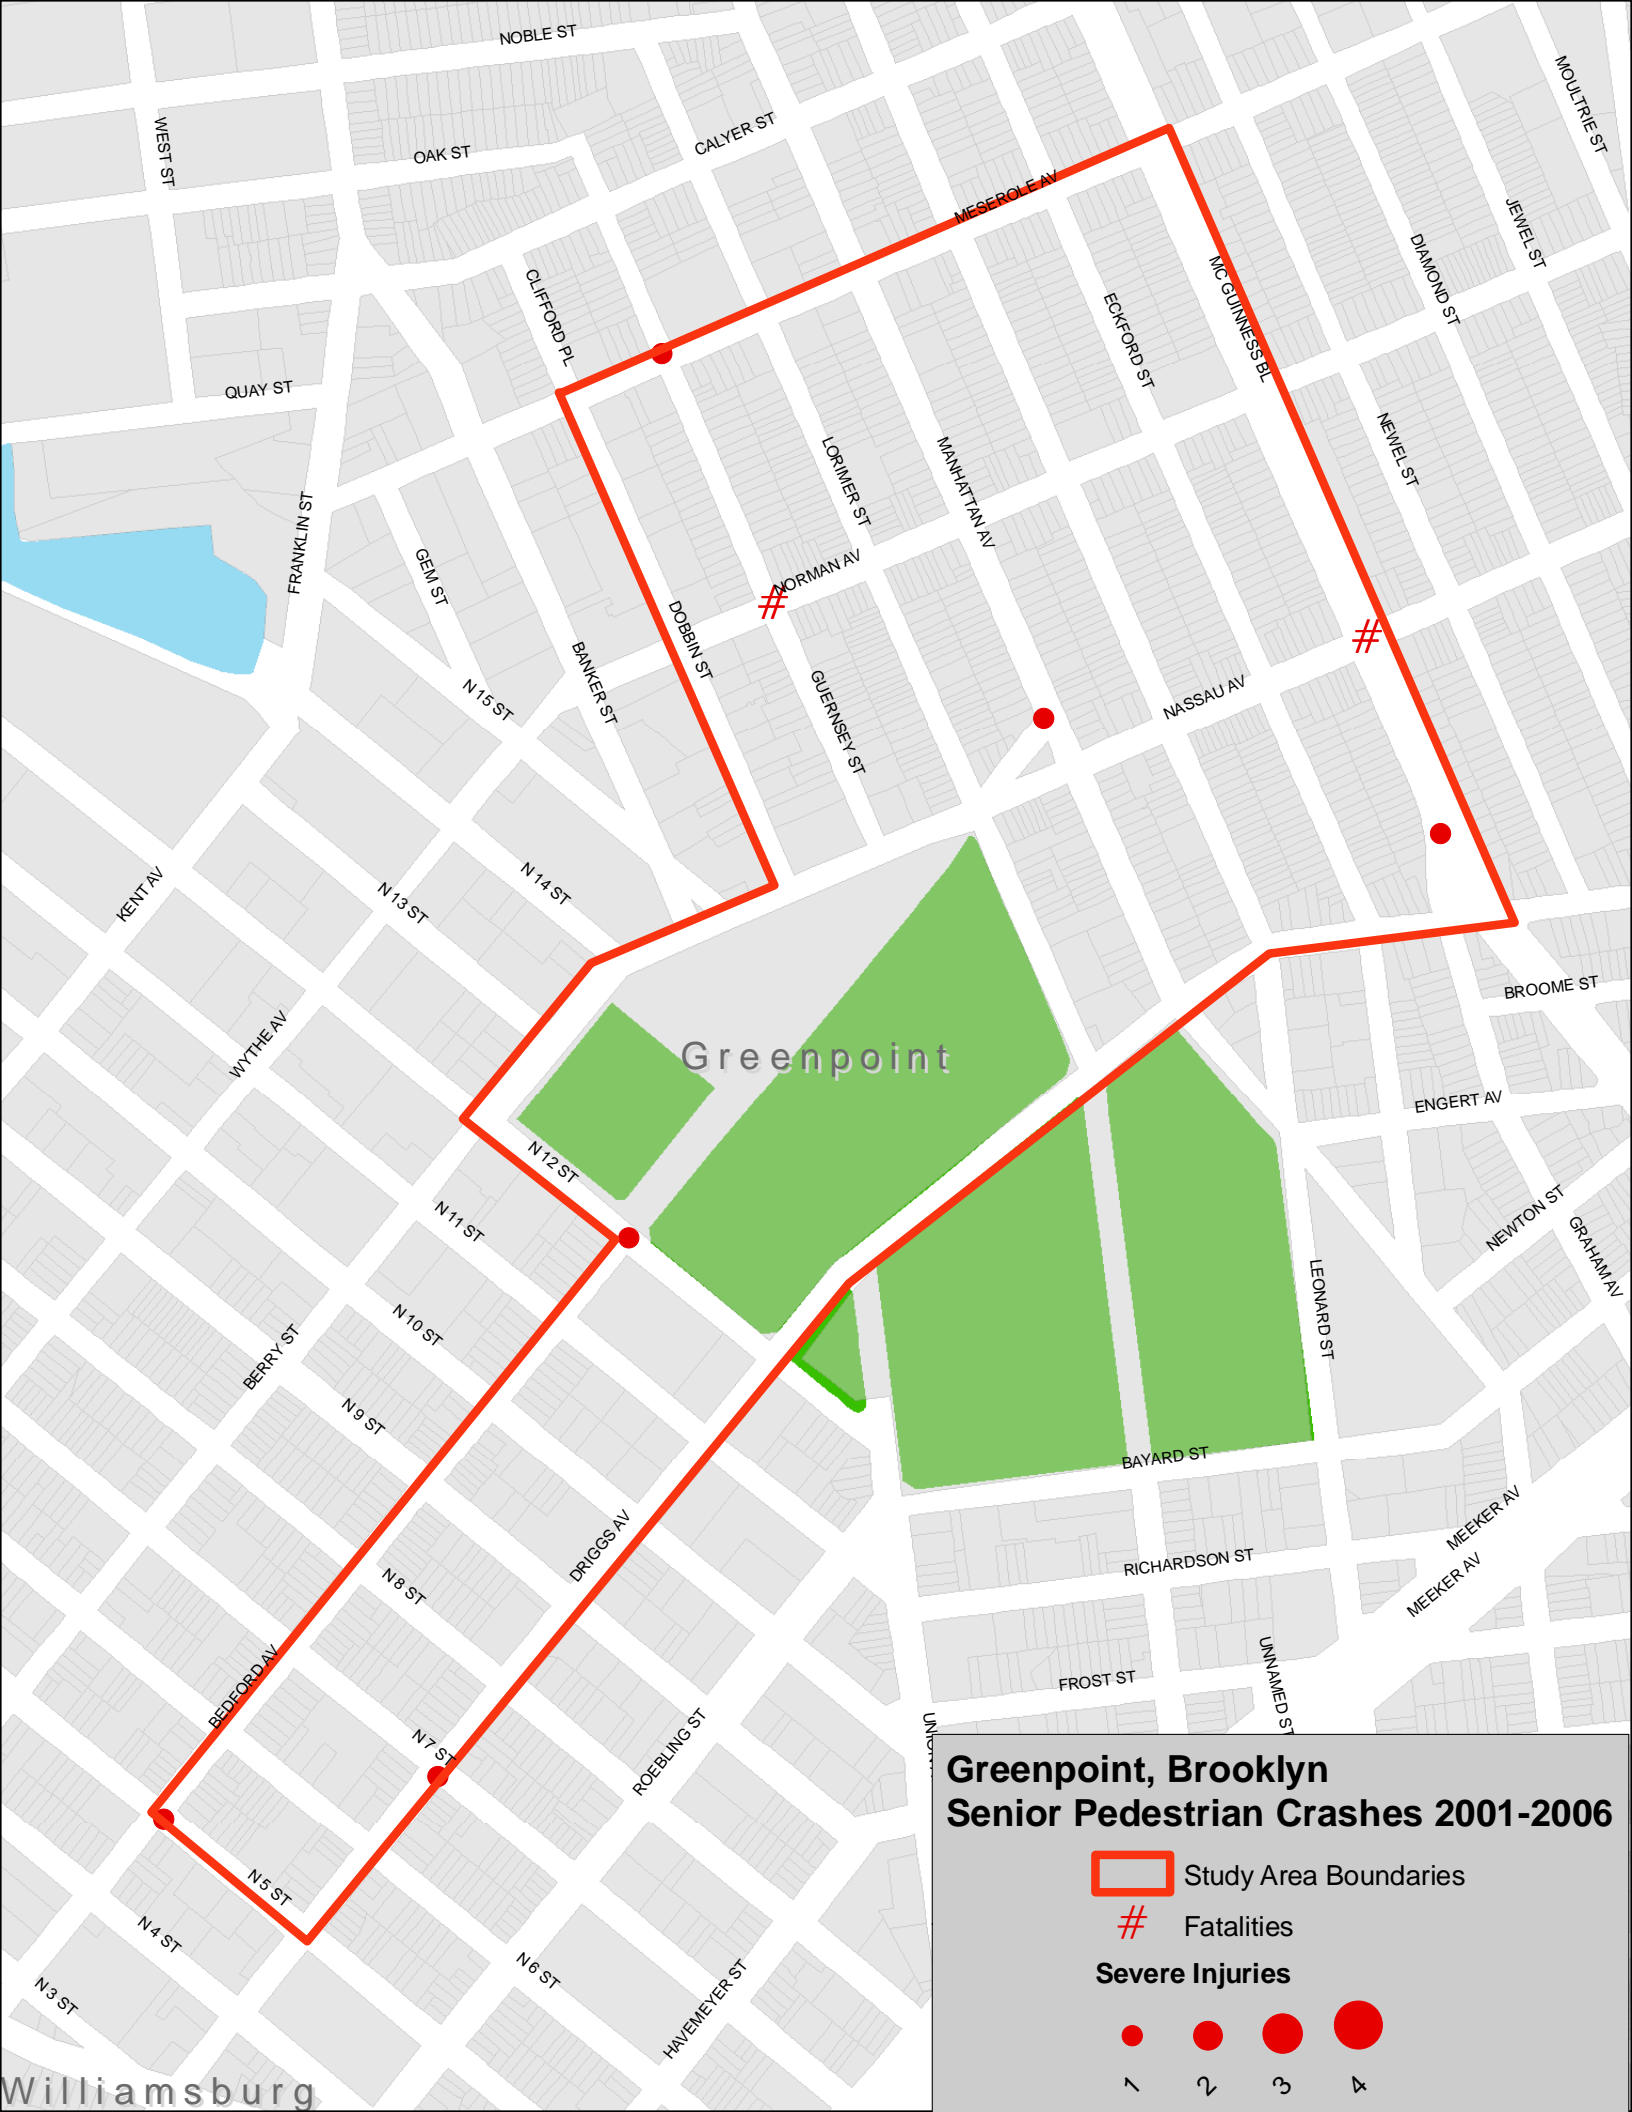 NOBLE ST
WEST ST
OAK ST
CALYER ST
MOULTRIE ST
MESEROLE AV
JEWEL ST
DIAMOND ST
MC GUINNESS BL
ECKFORD ST
CLIFFORD PL
QUAY ST
NEWEL ST
LORIMER ST
MANHATTAN AV
FRANKLIN ST
GEM ST
NORMAN AV
#
DOBBIN ST
#
BANKER ST
GUERNSEY ST
NASSAU AV
N 15 ST
KENT AV
N 14 ST
N 13 ST
BROOME ST
WYTHE AV
Greenpoint
ENGERT AV
N 12 ST
N 11 ST
NEWTON ST
GRAHAM AV
LEONARD ST
N 10 ST
BERRY ST
N 9 ST
BAYARD ST
MEEKER AV
DRIGGS AV
RICHARDSON ST
MEEKER AV
N 8 ST
BEDFORD AV
UNNAMED ST
FROST ST
ROEBLING ST
N 7 ST
N 5 ST
N 4 ST
N 6 ST
N 3 ST
HAVEMEYER ST
Williamsburg
Greenpoint, Brooklyn
Senior Pedestrian Crashes 2001-2006
Study Area Boundaries
# Fatalities
Severe Injuries
1 2 3 4